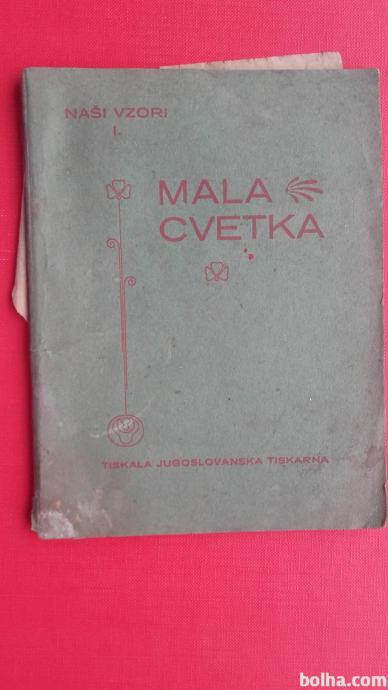 NAŠI VZORI
I.
MALA
CVETKA
TISKALA JUGOSLOVANSKA TISKARNA
bolha.com